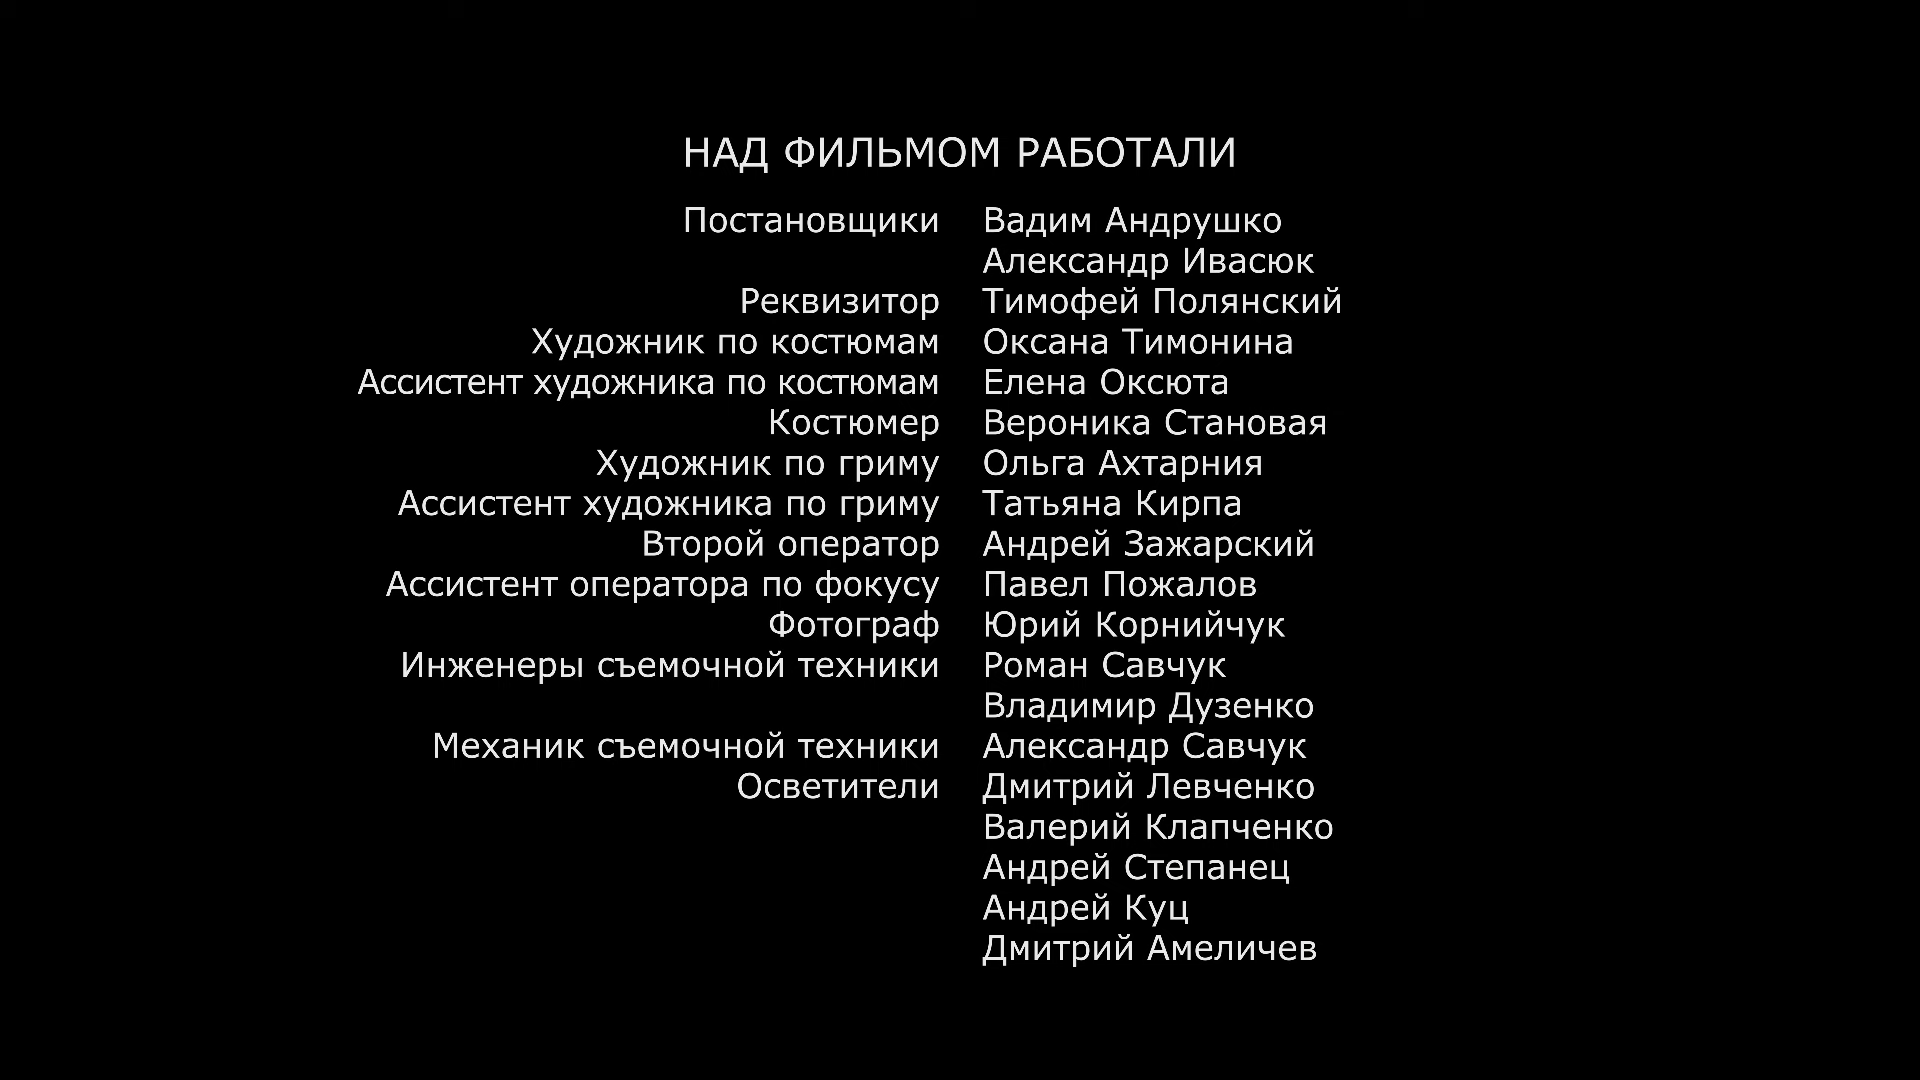 НАД ФИЛЬМОМ РАБОТАЛИ
Постановщики Вадим Андрушко
Александр Ивасюк
Реквизитор Тимофей Полянский
Художник по костюмам Оксана Тимонина
Ассистент художника по костюмам Елена Оксюта
Костюмер Вероника Становая
Художник по гриму Ольга Ахтарния
Ассистент художника по гриму Татьяна Кирпа
Второй оператор Андрей Зажарский
Ассистент оператора по фокусу Павел Пожалов
Фотограф Юрий Корнийчук
Инженеры съемочной техники Роман Савчук
Владимир Дузенко
Механик съемочной техники Александр Савчук
Осветители Дмитрий Левченко
Валерий Клапченко
Андрей Степанец
Андрей Куц
Дмитрий Амеличев